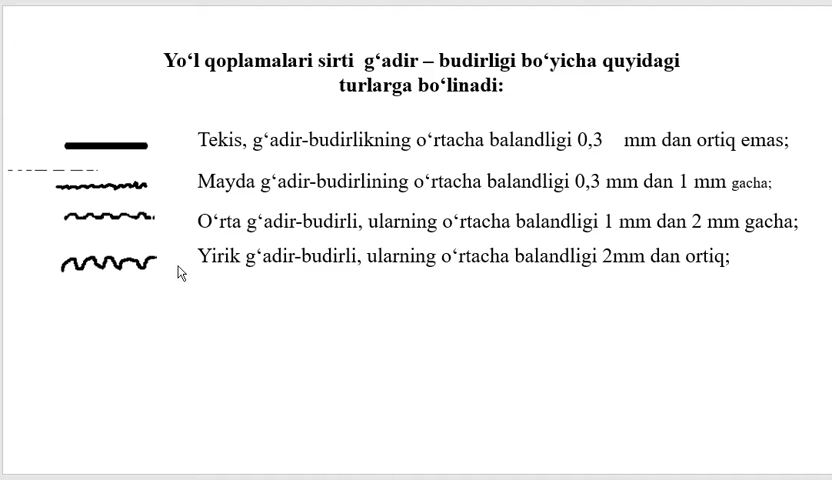 Yo‘l qoplamalari sirti g‘adir – budirligi bo‘yicha quyidagi
turlarga bo‘linadi:
Tekis, g‘adir-budirlikning o‘rtacha balandligi 0,3 mm dan ortiq emas;
Mayda g‘adir-budirlining o‘rtacha balandligi 0,3 mm dan 1 mm gacha;
O‘rta g‘adir-budirli, ularning o‘rtacha balandligi 1 mm dan 2 mm gacha;
Yirik g‘adir-budirli, ularning o‘rtacha balandligi 2mm dan ortiq;